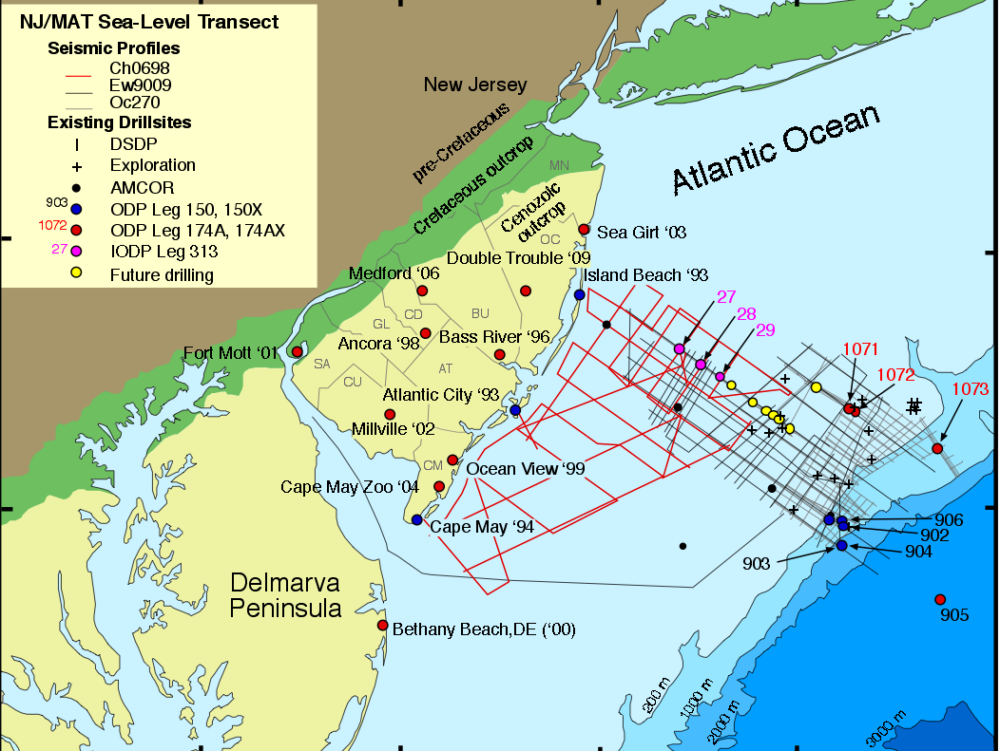 NJ/MAT Sea-Level Transect
Seismic Profiles
Ch0698
Ew9009
Oc270
Existing Drillsites
DSDP
Exploration
AMCOR
903
ODP Leg 150, 150X
1072
ODP Leg 174A, 174AX
27
IODP Leg 313
Future drilling
New Jersey
pre-Cretaceous
Cretaceous outcrop
Cenozoic
outcrop
Atlantic Ocean
MN
OC
Sea Girt ‘03
Double Trouble ‘09
Medford ‘06
Island Beach ‘93
27
28
29
CD
BU
GL
Ancora ‘98
Bass River ‘96
Fort Mott ‘01
SA
AT
CU
1071
1072
1073
Atlantic City ‘93
Millville ‘02
CM
Ocean View ‘99
Cape May Zoo ‘04
Cape May ‘94
906
902
904
903
905
Delmarva
Peninsula
Bethany Beach,DE (‘00)
200 m
1000 m
2000 m
3000 m